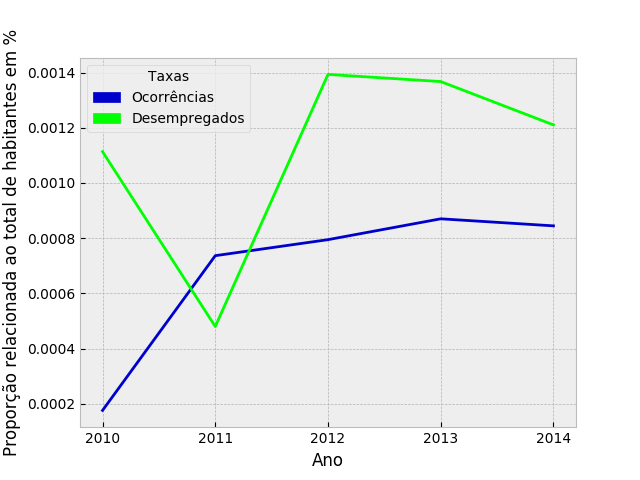 Proporção relacionada ao total de habitantes em %
Taxas
Ocorrências
Desempregados
0.0014
0.0012
0.0010
0.0008
0.0006
0.0004
0.0002
2010 2011 2012 2013 2014
Ano